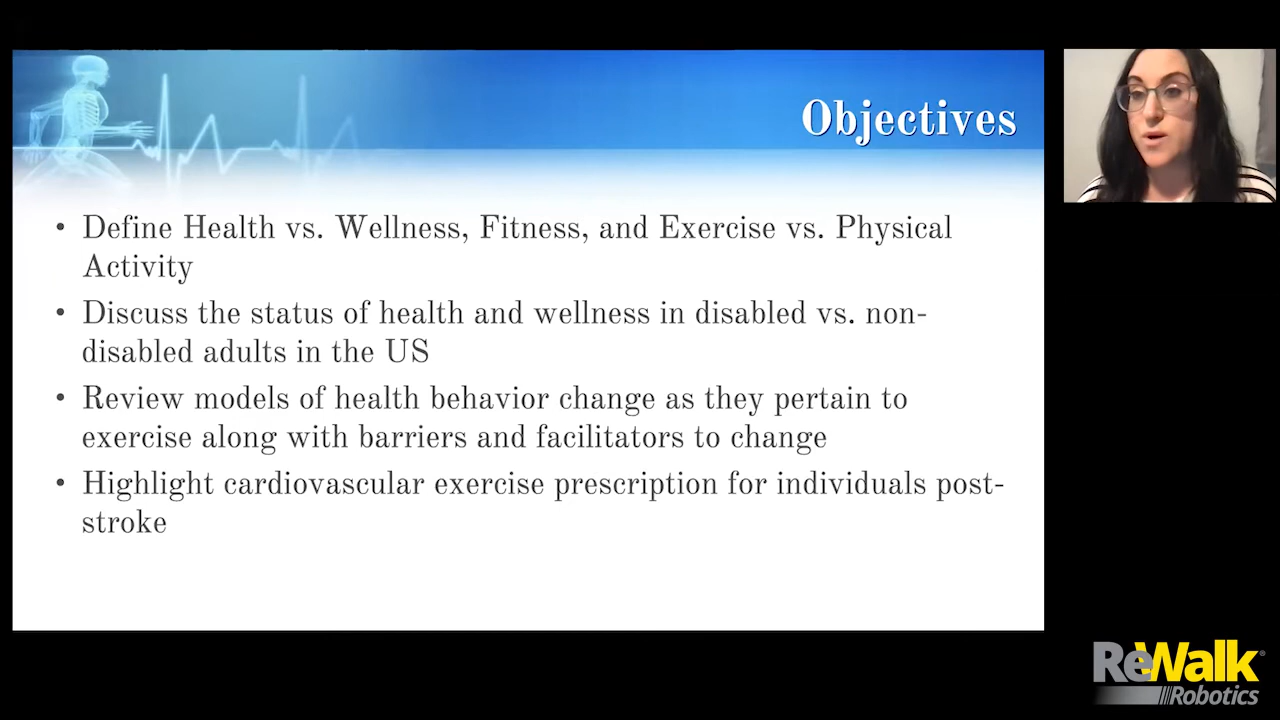 Objectives
• Define Health vs. Wellness, Fitness, and Exercise vs. Physical
Activity
• Discuss the status of health and wellness in disabled vs. non-
disabled adults in the US
• Review models of health behavior change as they pertain to
exercise along with barriers and facilitators to change
• Highlight cardiovascular exercise prescription for individuals post-
stroke
ReWalk®
Robotics